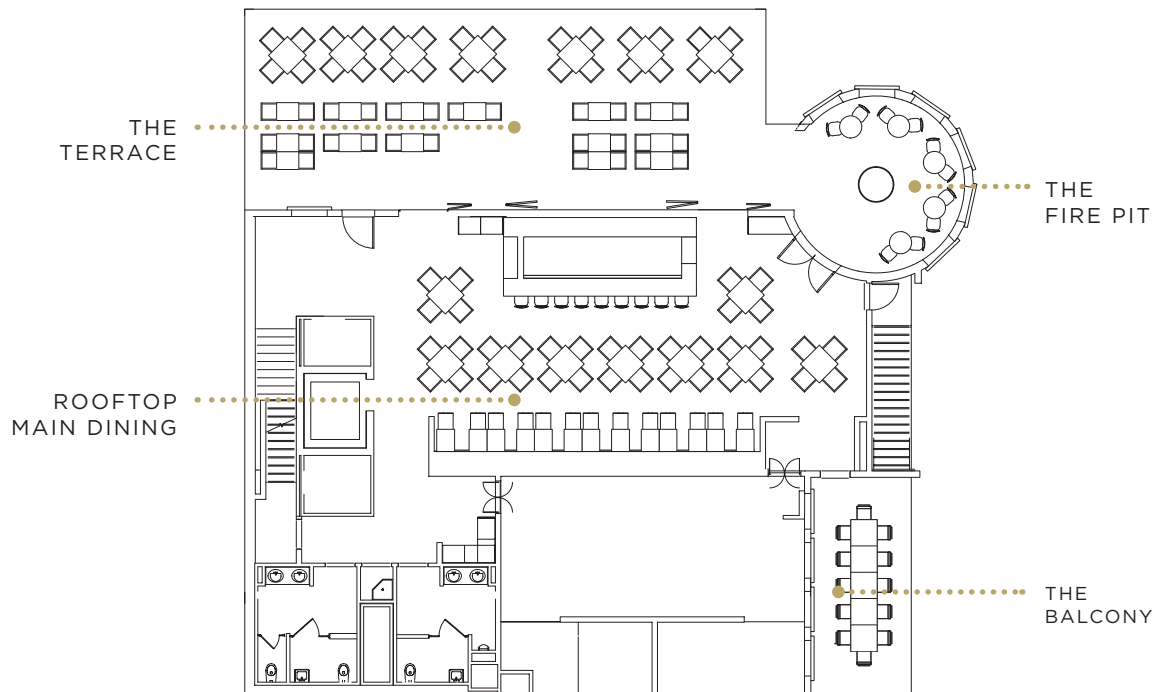 THE
TERRACE
THE
FIRE PIT
ROOFTOP
MAIN DINING
THE
BALCONY